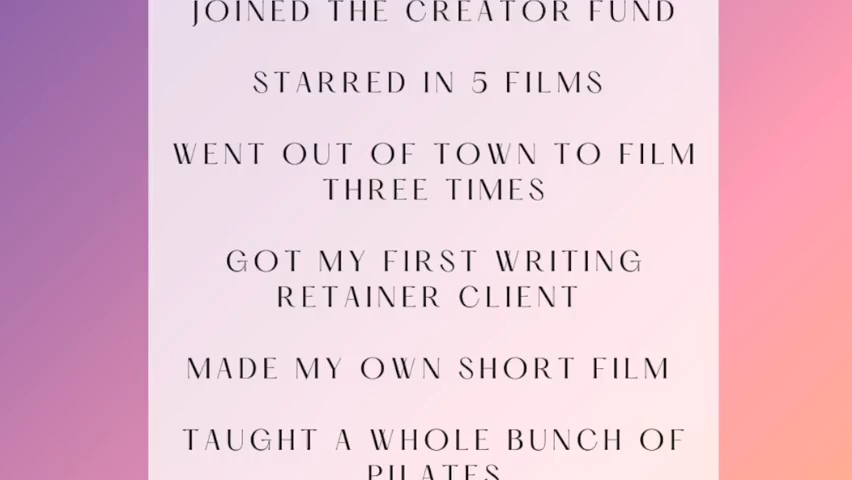 JOINED THE CREATOR FUND
STARRED IN 5 FILMS
WENT OUT OF TOWN TO FILM
THREE TIMES
GOT MY FIRST WRITING
RETAINER CLIENT
MADE MY OWN SHORT FILM
TAUGHT A WHOLE BUNCH OF
PILATES